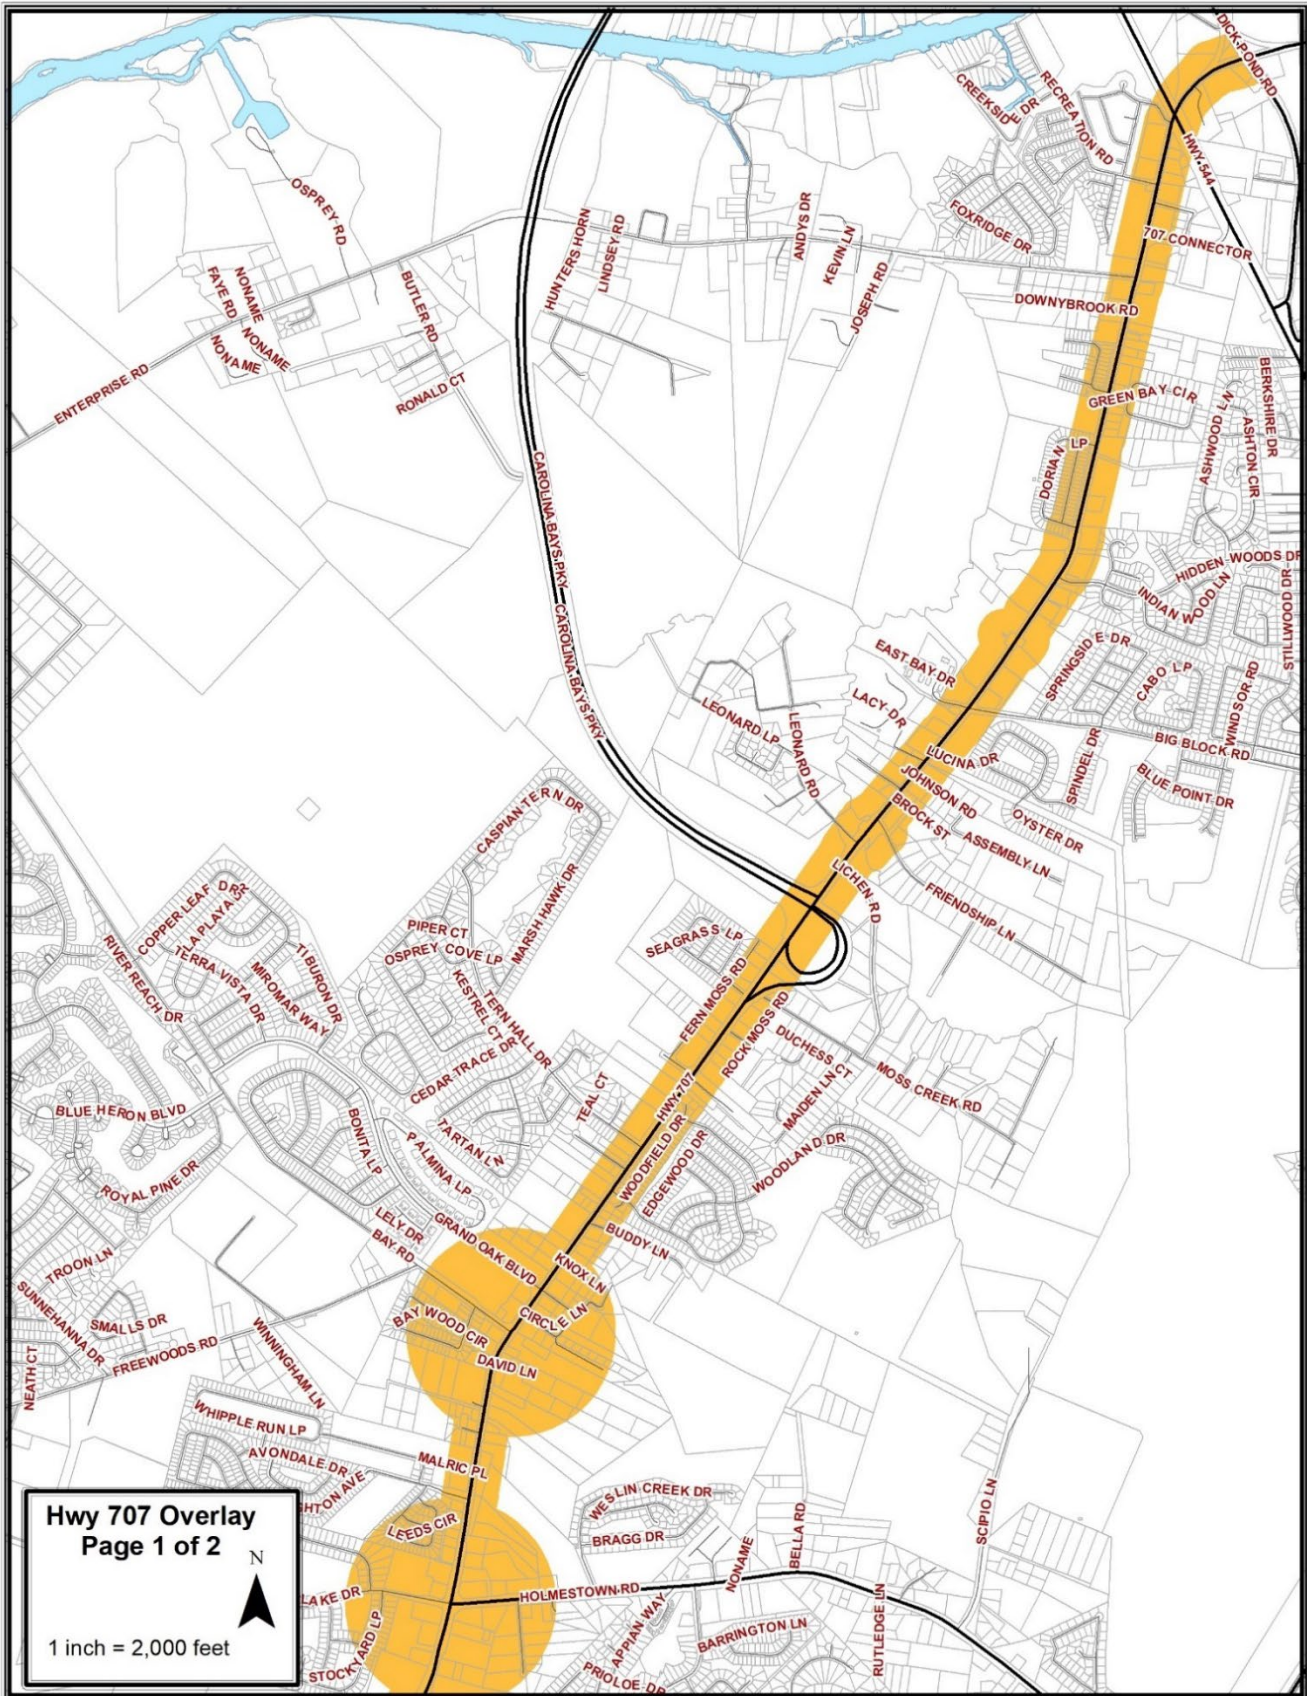 DICK POND RD
CREEKSIDE DR
RECREATION RD
HWY 544
OSPREY RD
ANDYS DR
FOXRIDGE DR
HUNTERS HORN
LINDSEY RD
KEVIN LN
707 CONNECTOR
FAYE RD
NONAME
BUTLER RD
JOSEPH RD
DOWNYBROOK RD
NONAME
NONAME
ENTERPRISE RD
RONALD CT
GREEN BAY CIR
BERKSHIRE DR
ASHWOOD LN
ASHTON CIR
DORIAN LP
CAROLINA BAYS PKY
CAROLINA BAYS PKY
HIDDEN WOODS DR
INDIAN WOOD LN
STILLWOOD DR
EAST BAY DR
SPRINGSIDE DR
CABO LP
WINDSOR RD
LACY DR
LEONARD LP
LEONARD RD
LUCINA DR
BIG BLOCK RD
SPINDEL DR
JOHNSON RD
BLUE POINT DR
BROCK ST
OYSTER DR
CASPIAN TERN DR
ASSEMBLY LN
LICHEN RD
FRIENDSHIP LN
COPPER LEAF DR
LA PLAYA DR
MARSH HAWK DR
PIPER CT
SEAGRASS LP
OSPREY COVE LP
RIVER REACH DR
TERRA VISTA DR
TIBURON DR
MIROMAR WAY
KESTREL CT
TERN HALL DR
FERN MOSS RD
ROCK MOSS RD
DUCHESS CT
CEDAR TRACE DR
MOSS CREEK RD
TEAL CT
HWY 707
MAIDEN LN
BLUE HERON BLVD
BONITA LP
PALMINA LP
TARTAN LN
WOODFIELD DR
EDGEWOOD DR
WOODLAND DR
ROYAL PINE DR
LELY DR
BAY RD
GRAND OAK BLVD
BUDDY LN
KNOX LN
TROON LN
SUNNEHANNA DR
SMALLS DR
BAY WOOD CIR
CIRCLE LN
FREEWOODS RD
WINNINGHAM LN
DAVID LN
NEATH CT
WHIPPLE RUN LP
AVONDALE DR
MALRIC PL
GHTON AVE
WESLIN CREEK DR
LEEDS CIR
BRAGG DR
BELLA RD
SCIPIO LN
NONAME
LAKE DR
HOLMESTOWN RD
STOCKYARD LP
APPIAN WAY
BARRINGTON LN
RUTLEDGE LN
PRIOLOE DR
Hwy 707 Overlay
Page 1 of 2
N
1 inch = 2,000 feet